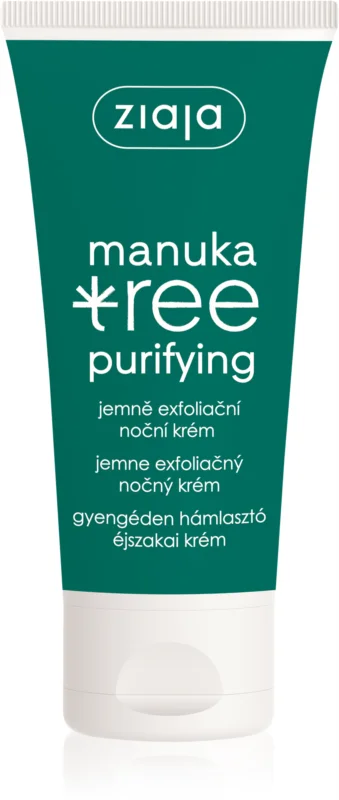 ziaja
manuka
tree
purifying
jemně exfoliační
noční krém
jemne exfoliačný
nočný krém
gyengéden hámlasztó
éjszakai krém